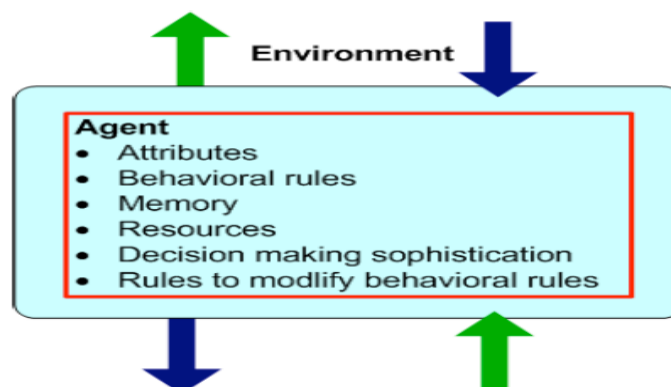 Environment
Agent
• Attributes
• Behavioral rules
• Memory
• Resources
• Decision making sophistication
• Rules to modlify behavioral rules